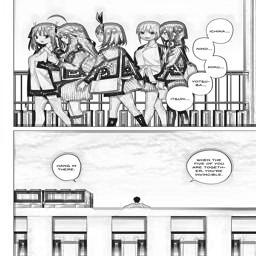 ICHIKA...
NINO...
MIKU...
YOTSU-
BA...
ITSUKI...
WHEN THE
FIVE OF YOU
ARE TOGETH-
ER, YOU'RE
INVINCIBLE.
HANG IN
THERE.